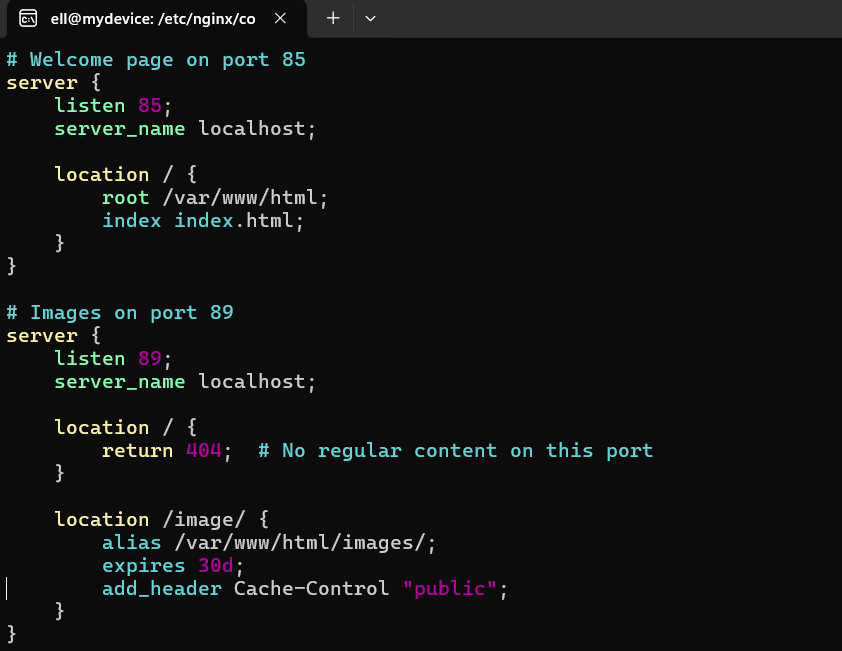 ell@mydevice: /etc/nginx/co
# Welcome page on port 85
server {
    listen 85;
    server_name localhost;

    location / {
        root /var/www/html;
        index index.html;
    }
}

# Images on port 89
server {
    listen 89;
    server_name localhost;

    location / {
        return 404;  # No regular content on this port
    }

    location /image/ {
        alias /var/www/html/images/;
        expires 30d;
        add_header Cache-Control "public";
    }
}